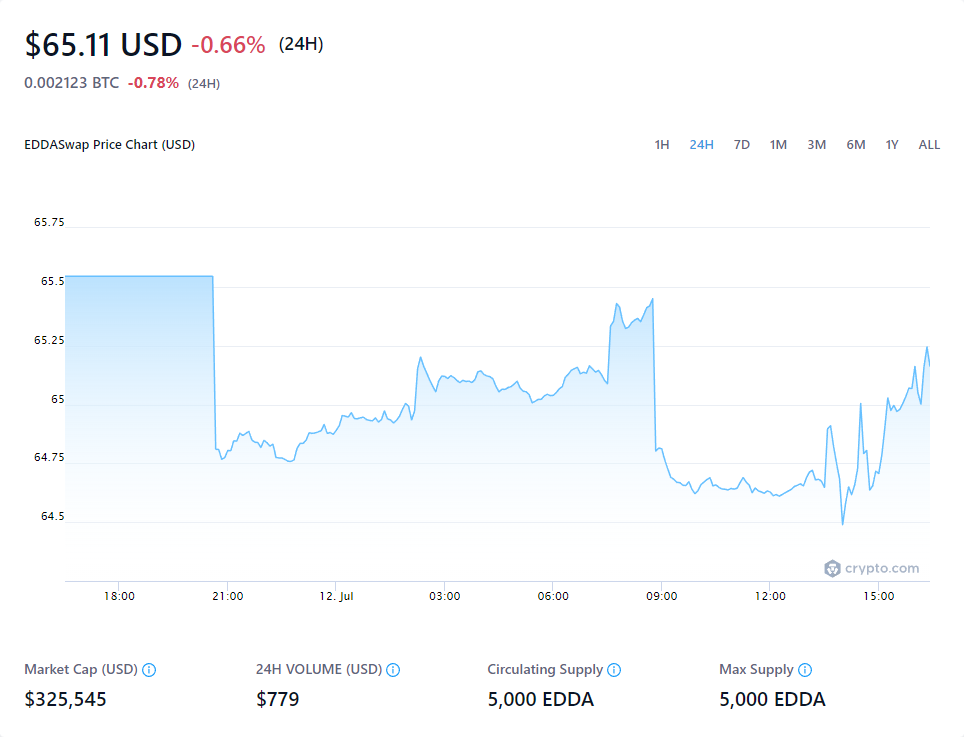 $65.11 USD -0.66% (24H)
0.002123 BTC -0.78% (24H)
EDDASwap Price Chart (USD) 1H 24H 7D 1M 3M 6M 1Y ALL
65.75
65.5
65.25
65
64.75
64.5
crypto.com
18:00 21:00 12. Jul 03:00 06:00 09:00 12:00 15:00
Market Cap (USD) 24H VOLUME (USD) Circulating Supply Max Supply
$325,545 $779 5,000 EDDA 5,000 EDDA